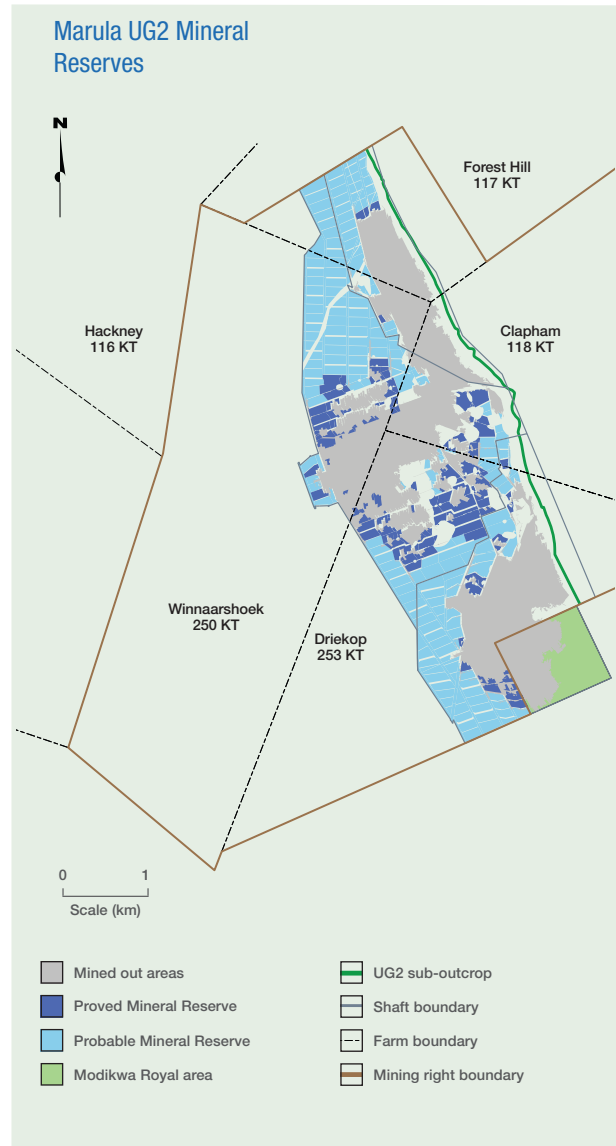 Marula UG2 Mineral
Reserves
N
Forest Hill
117 KT
Hackney
116 KT
Clapham
118 KT
Winnaarshoek
250 KT
Driekop
253 KT
0 1
Scale (km)
Mined out areas
Proved Mineral Reserve
Probable Mineral Reserve
Modikwa Royal area
UG2 sub-outcrop
Shaft boundary
Farm boundary
Mining right boundary